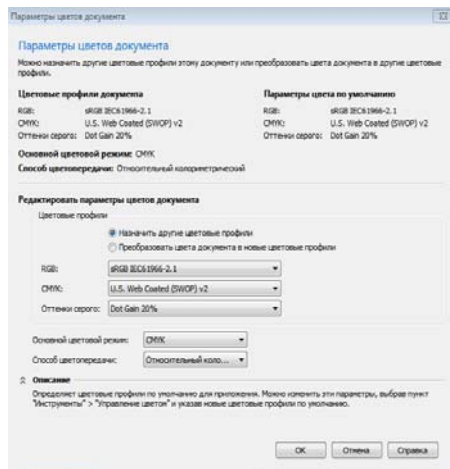 Параметры цветов документа
Параметры цветов документа
Можно назначить другие цветовые профили этому документу или преобразовать цвета документа в другие цветовые
профили.
Цветовые профили документа
Параметры цвета по умолчанию
RGB: sRGB IEC61966-2.1
RGB: sRGB IEC61966-2.1
CMYK: U.S. Web Coated (SWOP) v2
CMYK: U.S. Web Coated (SWOP) v2
Оттенки серого: Dot Gain 20%
Оттенки серого: Dot Gain 20%
Основной цветовой режим: CMYK
Способ цветопередачи: Относительный колориметрический
Редактировать параметры цветов документа
Цветовые профили
Назначить другие цветовые профили
Преобразовать цвета документа в новые цветовые профили
RGB: sRGB IEC61966-2.1
CMYK: U.S. Web Coated (SWOP) v2
Оттенки серого: Dot Gain 20%
Основной цветовой режим: CMYK
Способ цветопередачи: Относительный коло...
Описание
Определяет цветовые профили по умолчанию для приложения. Можно изменить эти параметры, выбрав пункт
"Инструменты" > "Управление цветом" и указав новые цветовые профили по умолчанию.
OK Отмена Справка